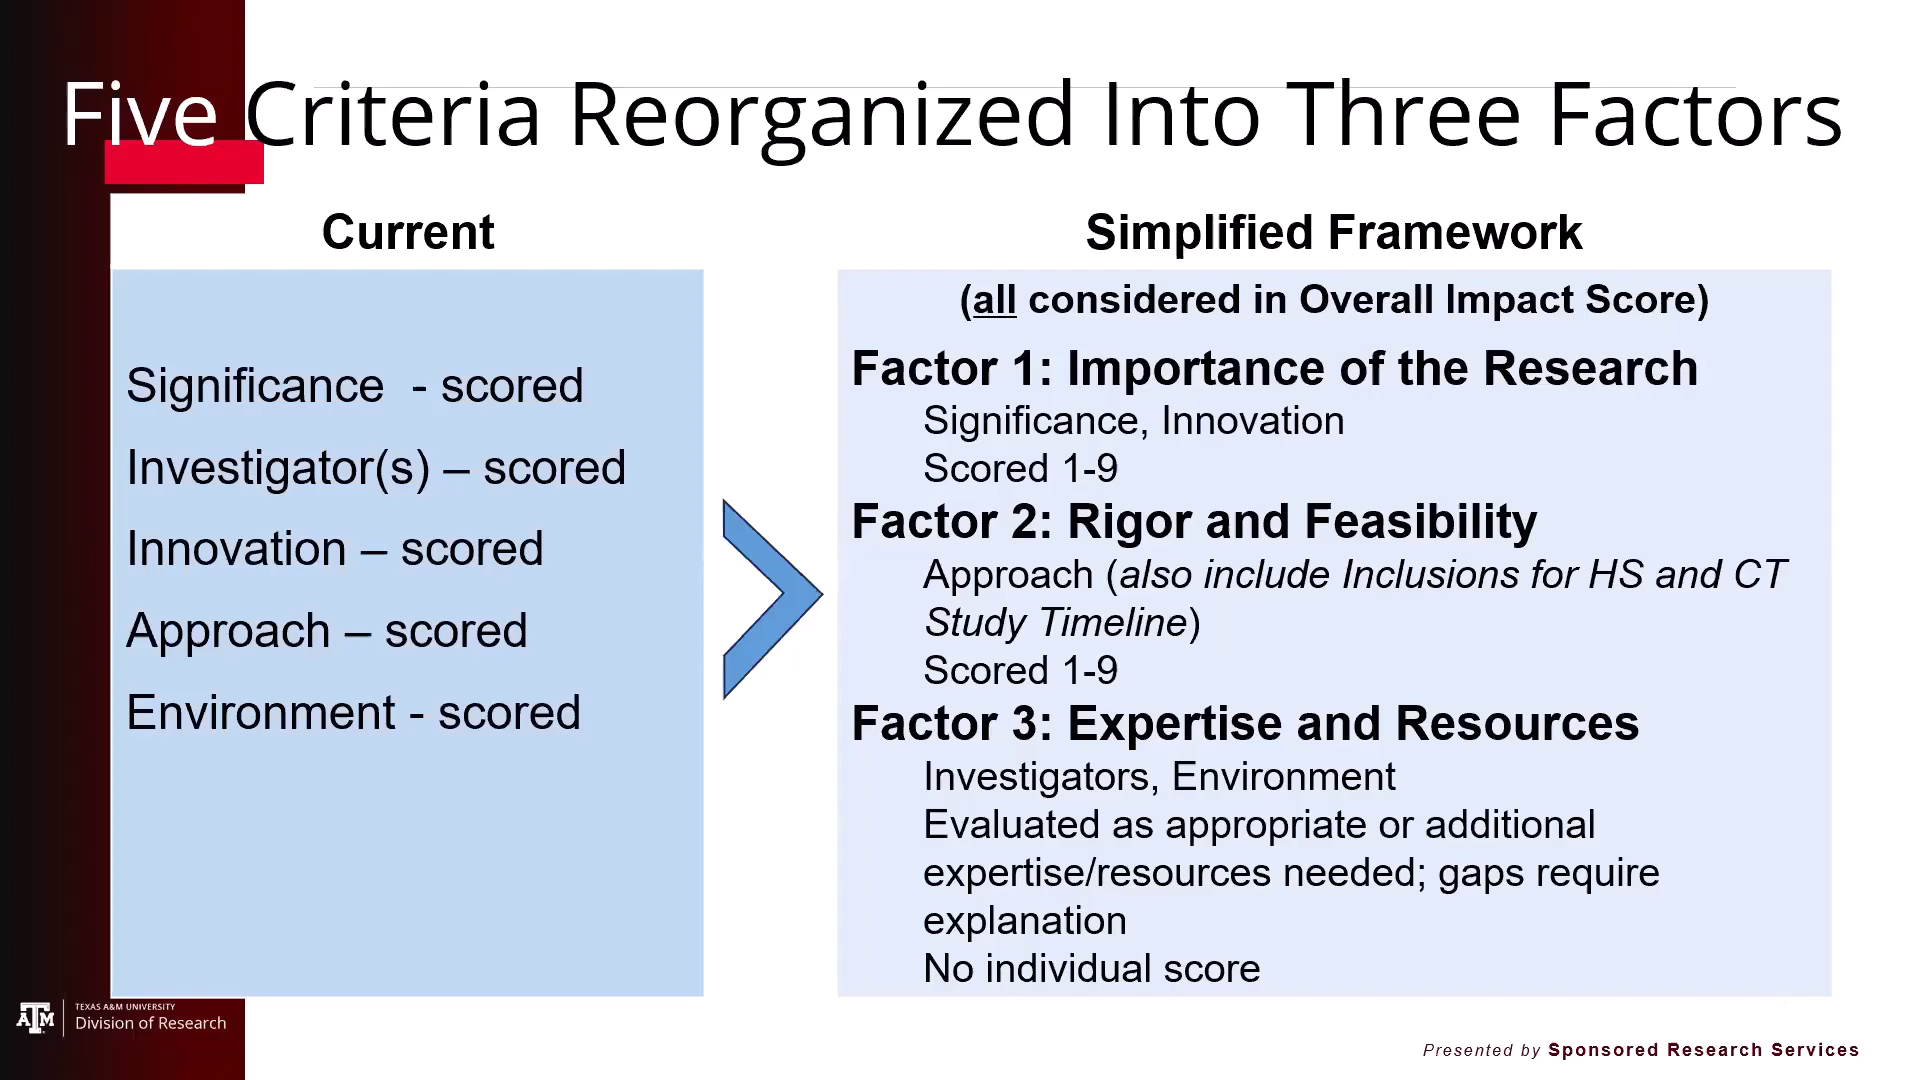 Five Criteria Reorganized Into Three Factors
Current
Significance  - scored
Investigator(s) – scored
Innovation – scored
Approach – scored
Environment - scored
Simplified Framework
(all considered in Overall Impact Score)
Factor 1: Importance of the Research
Significance, Innovation
Scored 1-9
Factor 2: Rigor and Feasibility
Approach (also include Inclusions for HS and CT
Study Timeline)
Scored 1-9
Factor 3: Expertise and Resources
Investigators, Environment
Evaluated as appropriate or additional
expertise/resources needed; gaps require
explanation
No individual score
ATM
TEXAS A&M UNIVERSITY
Division of Research
Presented by Sponsored Research Services